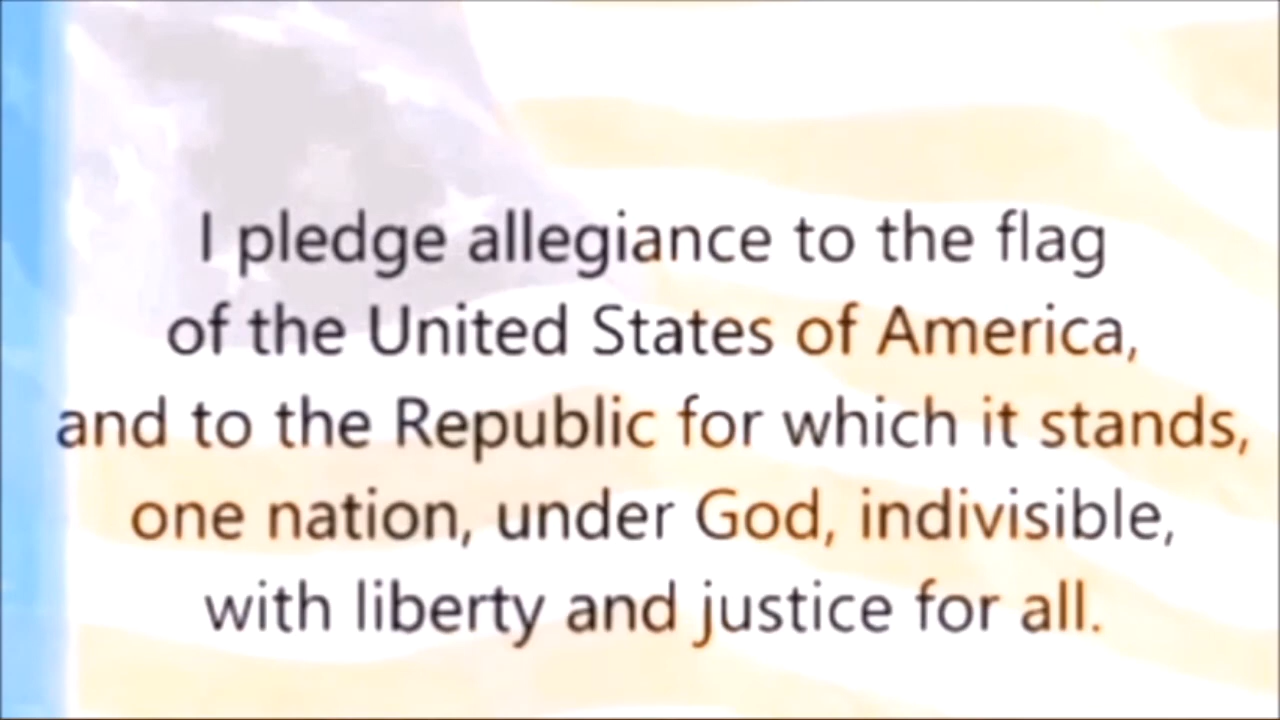 I pledge allegiance to the flag
of the United States of America,
and to the Republic for which it stands,
one nation, under God, indivisible,
with liberty and justice for all.